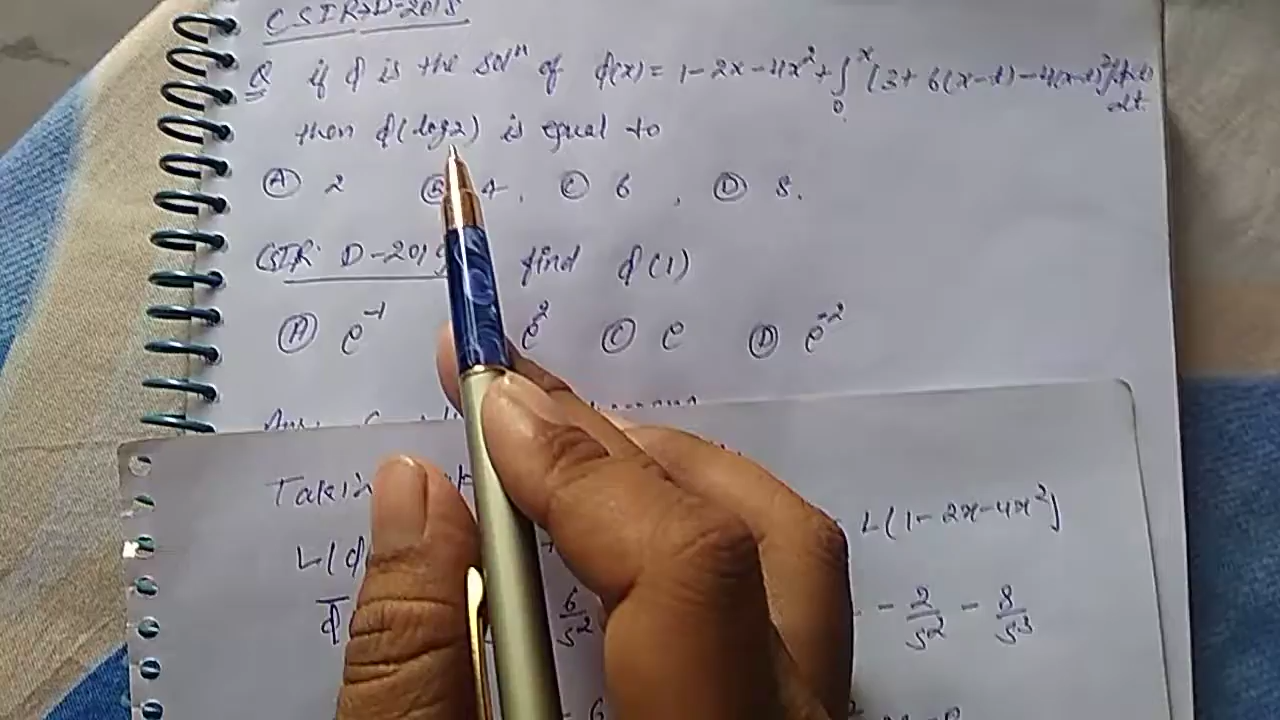 CSIR-D-2018
Q if φ is the solⁿ of φ(x) = 1 - 2x - 4x² + ∫₀ˣ [3 + 6(x-t) - 4(x-t)²] φ(t) dt
then φ(log2) is equal to
Ⓐ 2 Ⓑ 4, Ⓒ 6, Ⓓ 8.
CSIR D-2019 find φ(1)
Ⓐ e⁻¹ e² Ⓒ e Ⓓ e⁻²
L(1-2x-4x²)
L(φ
φ̄ 6/s² - 2/s² - 8/s³